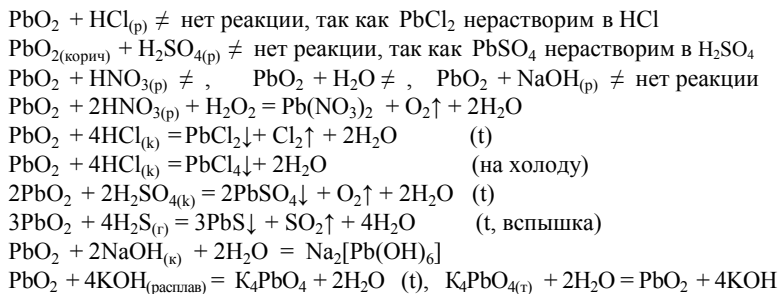 PbO₂ + HCl₍ₚ₎ ≠ нет реакции, так как PbCl₂ нерастворим в HCl
PbO₂₍корич₎ + H₂SO₄₍р₎ ≠ нет реакции, так как PbSO₄ нерастворим в H₂SO₄
PbO₂ + HNO₃₍р₎ ≠ , PbO₂ + H₂O ≠ , PbO₂ + NaOH₍р₎ ≠ нет реакции
PbO₂ + 2HNO₃₍р₎ + H₂O₂ = Pb(NO₃)₂ + O₂↑ + 2H₂O
PbO₂ + 4HCl₍k₎ = PbCl₂↓+ Cl₂↑ + 2H₂O (t)
PbO₂ + 4HCl₍k₎ = PbCl₄↓+ 2H₂O (на холоду)
2PbO₂ + 2H₂SO₄₍k₎ = 2PbSO₄↓ + O₂↑ + 2H₂O (t)
3PbO₂ + 4H₂S₍г₎ = 3PbS↓ + SO₂↑ + 4H₂O (t, вспышка)
PbO₂ + 2NaOH₍к₎ + 2H₂O = Na₂[Pb(OH)₆]
PbO₂ + 4KOH₍расплав₎ = K₄PbO₄ + 2H₂O (t), K₄PbO₄₍т₎ + 2H₂O = PbO₂ + 4KOH